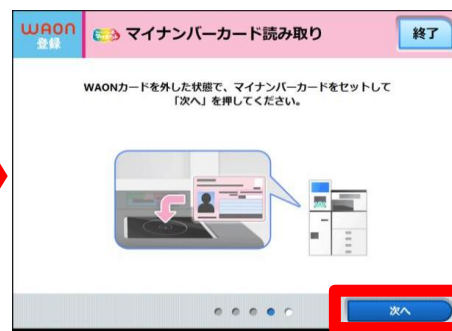 WAON
登録
マイナンバーカード読み取り
終了
WAONカードを外した状態で、マイナンバーカードをセットして
「次へ」を押してください。
次へ